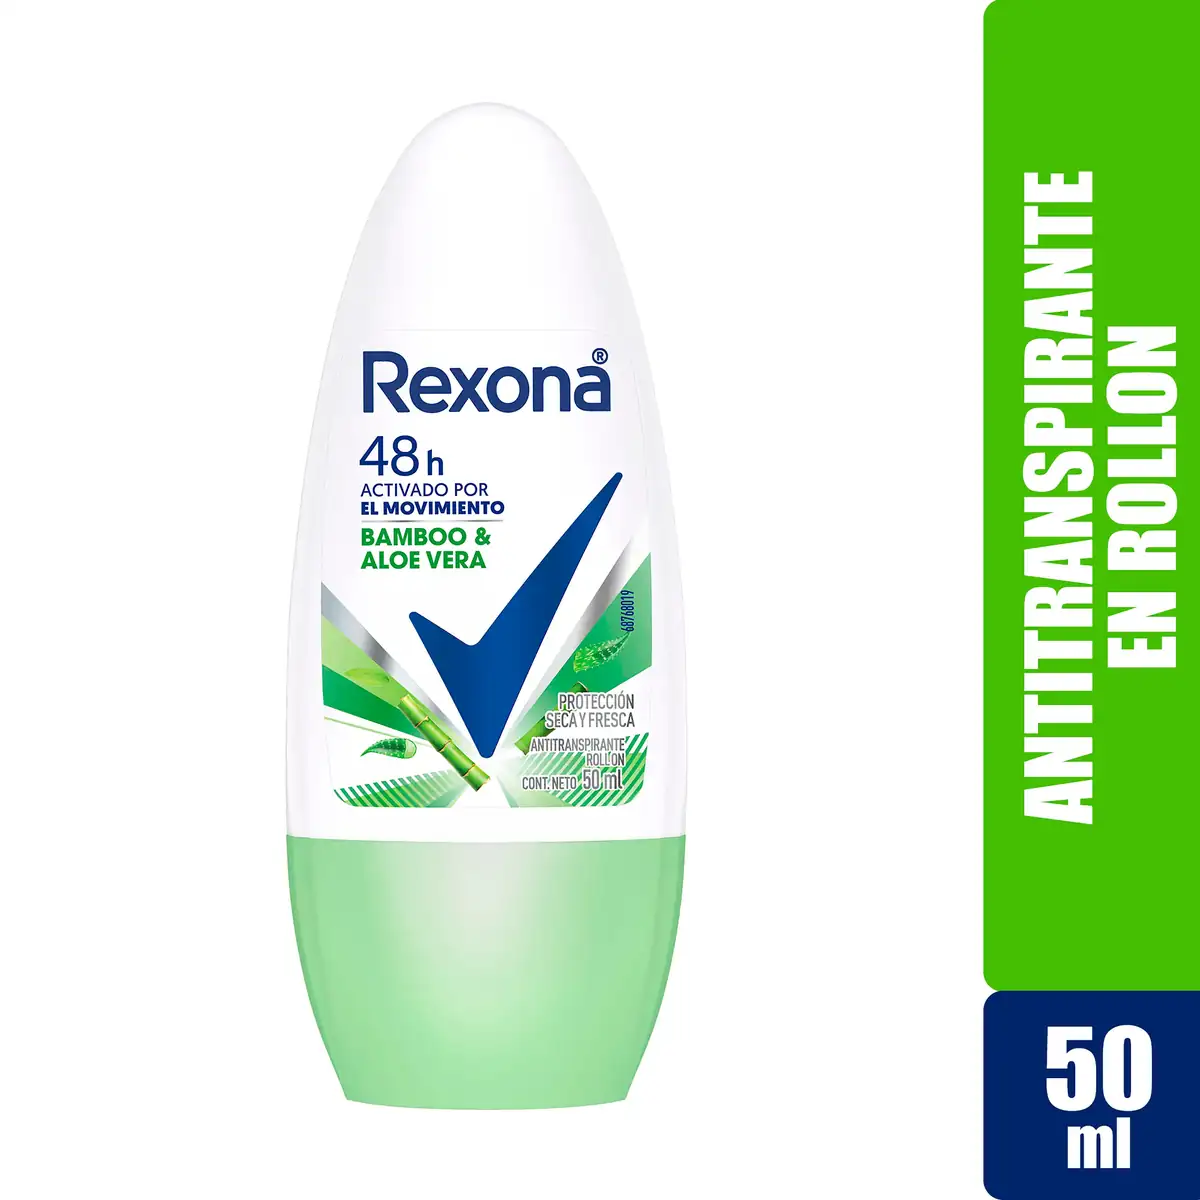 Rexona®
48h
ACTIVADO POR
EL MOVIMIENTO
BAMBOO &
ALOE VERA
68768019
PROTECCIÓN
SECA Y FRESCA
ANTITRANSPIRANTE
ROLL ON
CONT. NETO 50 ml
ANTITRANSPIRANTE
EN ROLLON
50
ml